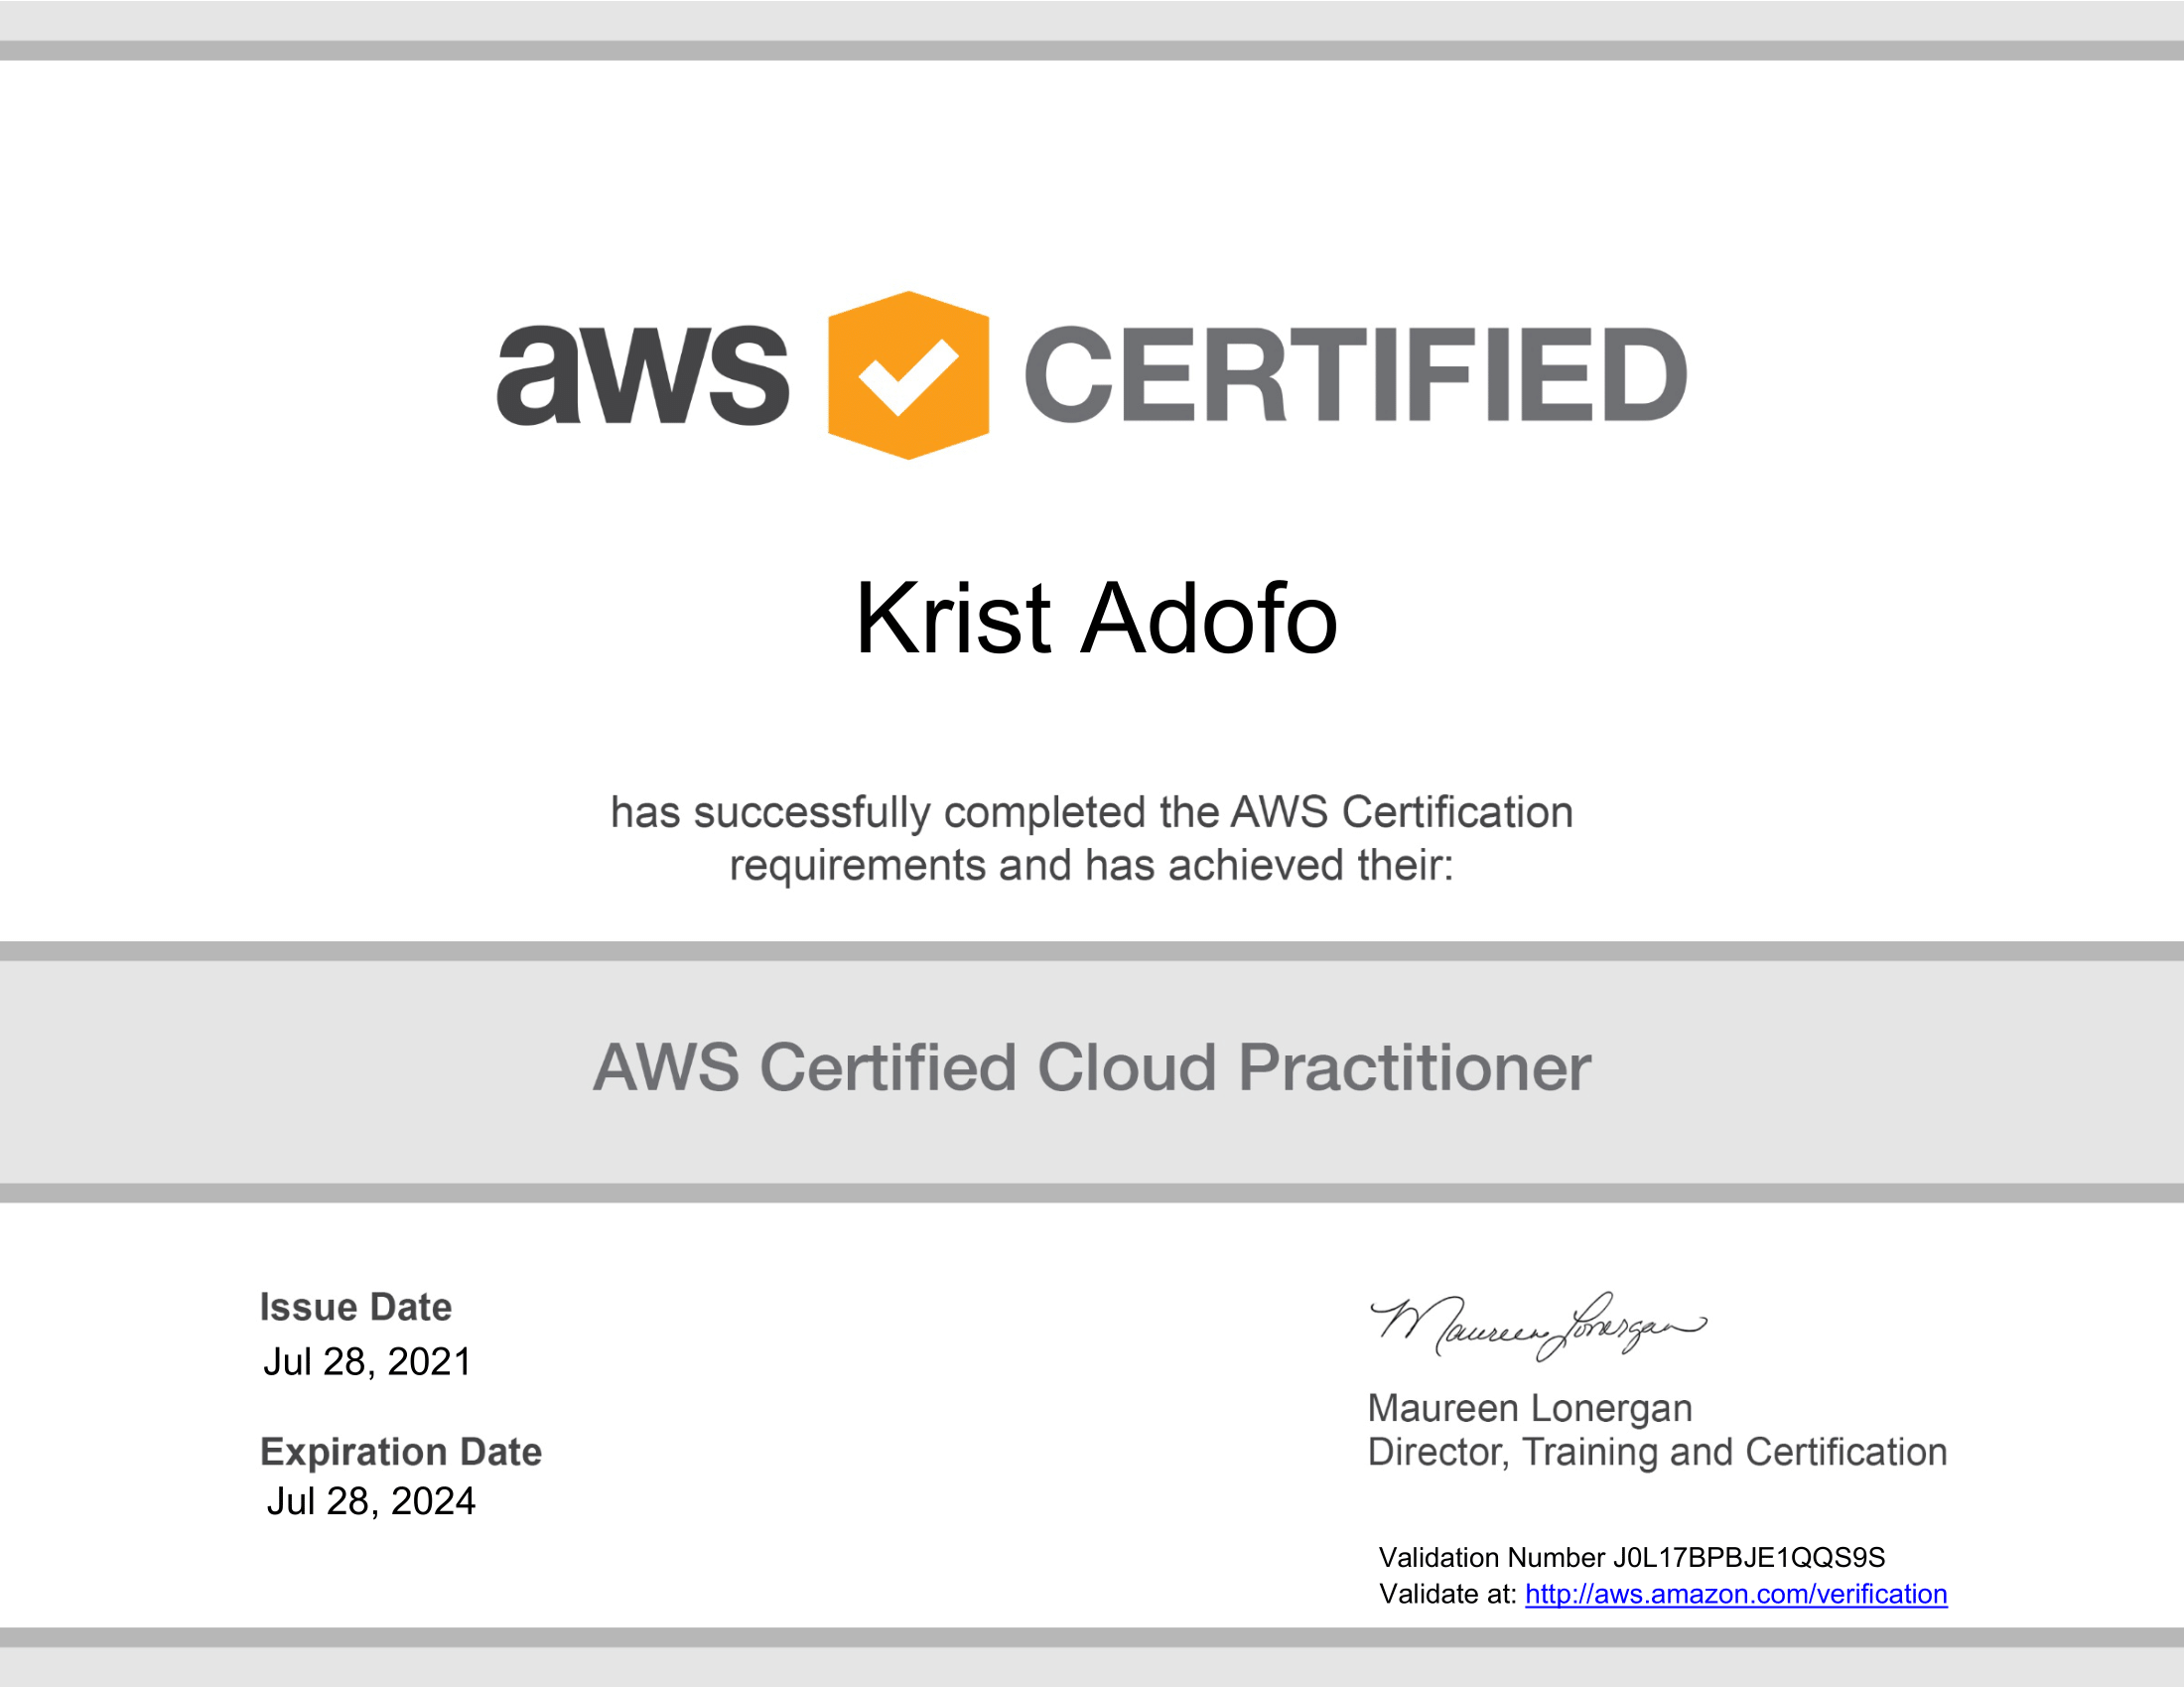 aws CERTIFIED
Krist Adofo
has successfully completed the AWS Certification
requirements and has achieved their:
AWS Certified Cloud Practitioner
Issue Date
Jul 28, 2021
Expiration Date
Jul 28, 2024
Maureen Lonergan
Maureen Lonergan
Director, Training and Certification
Validation Number J0L17BPBJE1QQS9S
Validate at: http://aws.amazon.com/verification